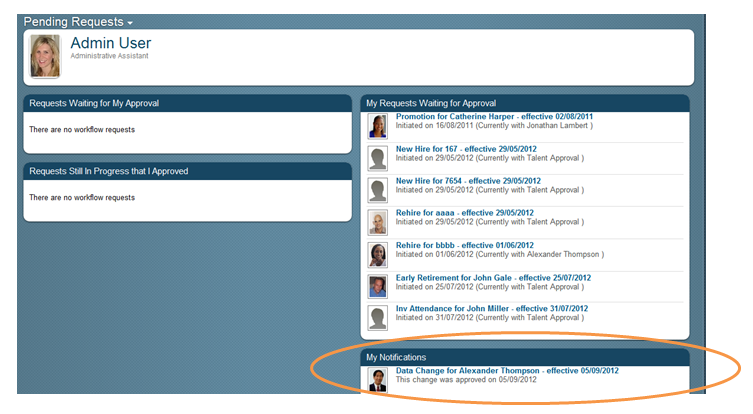 Pending Requests
Admin User
Administrative Assistant
Requests Waiting for My Approval
There are no workflow requests
Requests Still In Progress that I Approved
There are no workflow requests
My Requests Waiting for Approval
Promotion for Catherine Harper - effective 02/08/2011
Initiated on 16/08/2011 (Currently with Jonathan Lambert )
New Hire for 167 - effective 29/05/2012
Initiated on 29/05/2012 (Currently with Talent Approval )
New Hire for 7654 - effective 29/05/2012
Initiated on 29/05/2012 (Currently with Talent Approval )
Rehire for aaaa - effective 29/05/2012
Initiated on 29/05/2012 (Currently with Talent Approval )
Rehire for bbbb - effective 01/06/2012
Initiated on 01/06/2012 (Currently with Alexander Thompson )
Early Retirement for John Gale - effective 25/07/2012
Initiated on 25/07/2012 (Currently with Talent Approval )
Inv Attendance for John Miller - effective 31/07/2012
Initiated on 31/07/2012 (Currently with Talent Approval )
My Notifications
Data Change for Alexander Thompson - effective 05/09/2012
This change was approved on 05/09/2012